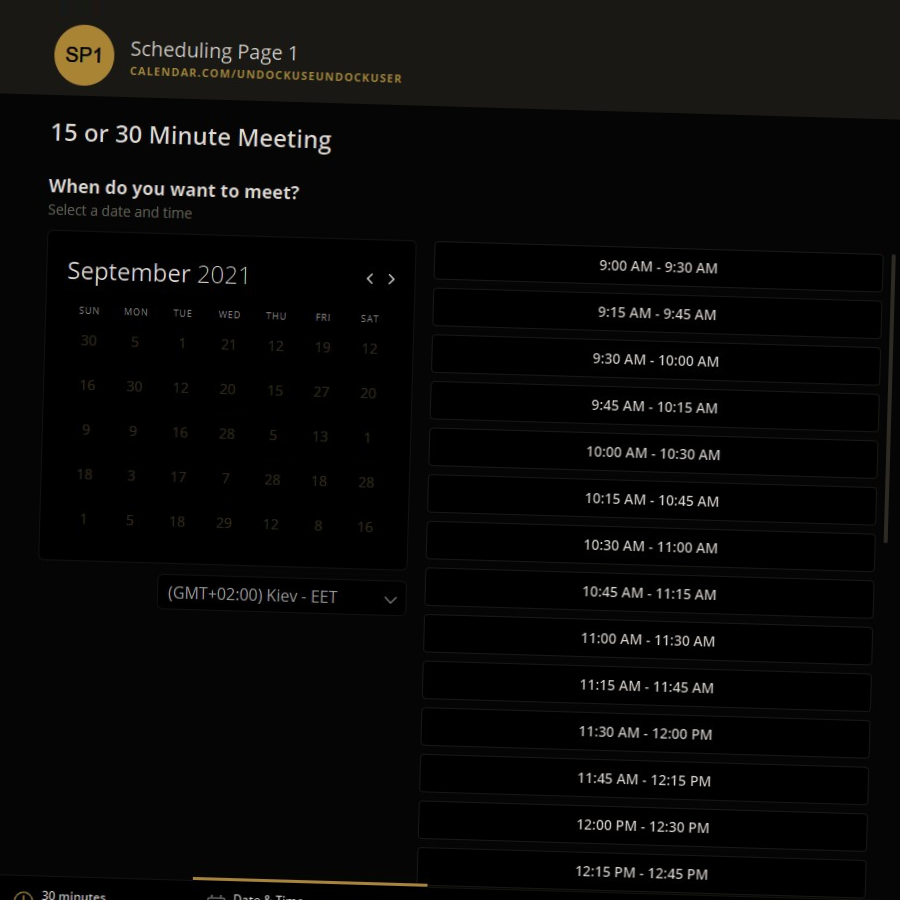 SP1
Scheduling Page 1
CALENDAR.COM/UNDOCKUSEUNDOCKUSER
15 or 30 Minute Meeting
When do you want to meet?
Select a date and time
September 2021
SUN MON TUE WED THU FRI SAT
30 5 1 21 12 19 12
16 30 12 20 15 27 20
9 9 16 28 5 13 1
18 3 17 7 28 18 28
1 5 18 29 12 8 16
(GMT+02:00) Kiev - EET
9:00 AM - 9:30 AM
9:15 AM - 9:45 AM
9:30 AM - 10:00 AM
9:45 AM - 10:15 AM
10:00 AM - 10:30 AM
10:15 AM - 10:45 AM
10:30 AM - 11:00 AM
10:45 AM - 11:15 AM
11:00 AM - 11:30 AM
11:15 AM - 11:45 AM
11:30 AM - 12:00 PM
11:45 AM - 12:15 PM
12:00 PM - 12:30 PM
12:15 PM - 12:45 PM
30 minutes
Date & Time